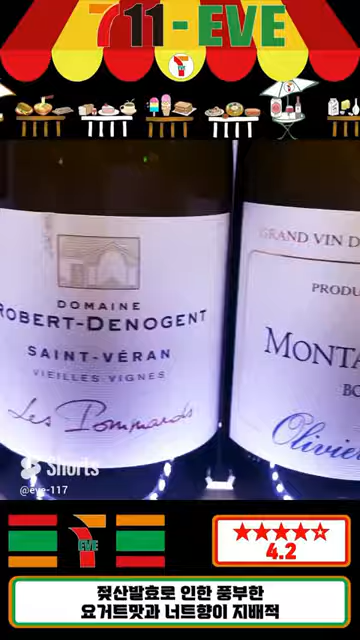 711-EVE
DOMAINE
ROBERT-DENOGENT
SAINT-VÉRAN
VIEILLES VIGNES
Les Pommards
GRAND VIN D
PRODU
MONTA
BO
Olivier
Shorts
@eve-117
7
EVE
4.2
젖산발효로 인한 풍부한
요거트맛과 너트향이 지배적